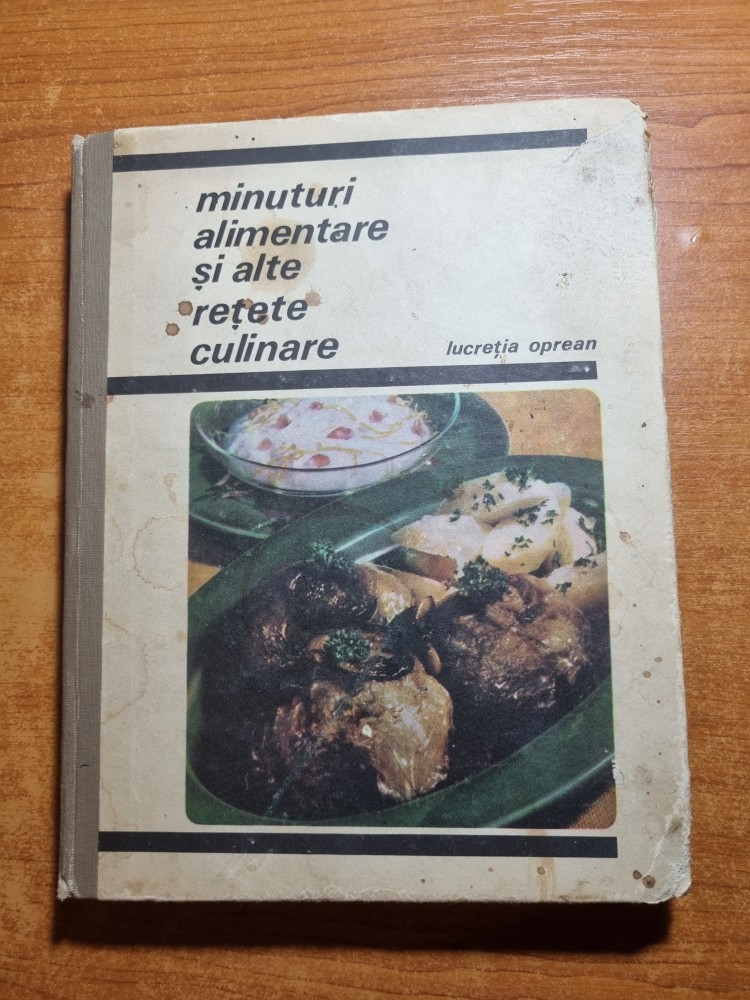 minuturi
alimentare
și alte
rețete
culinare
lucreția oprean